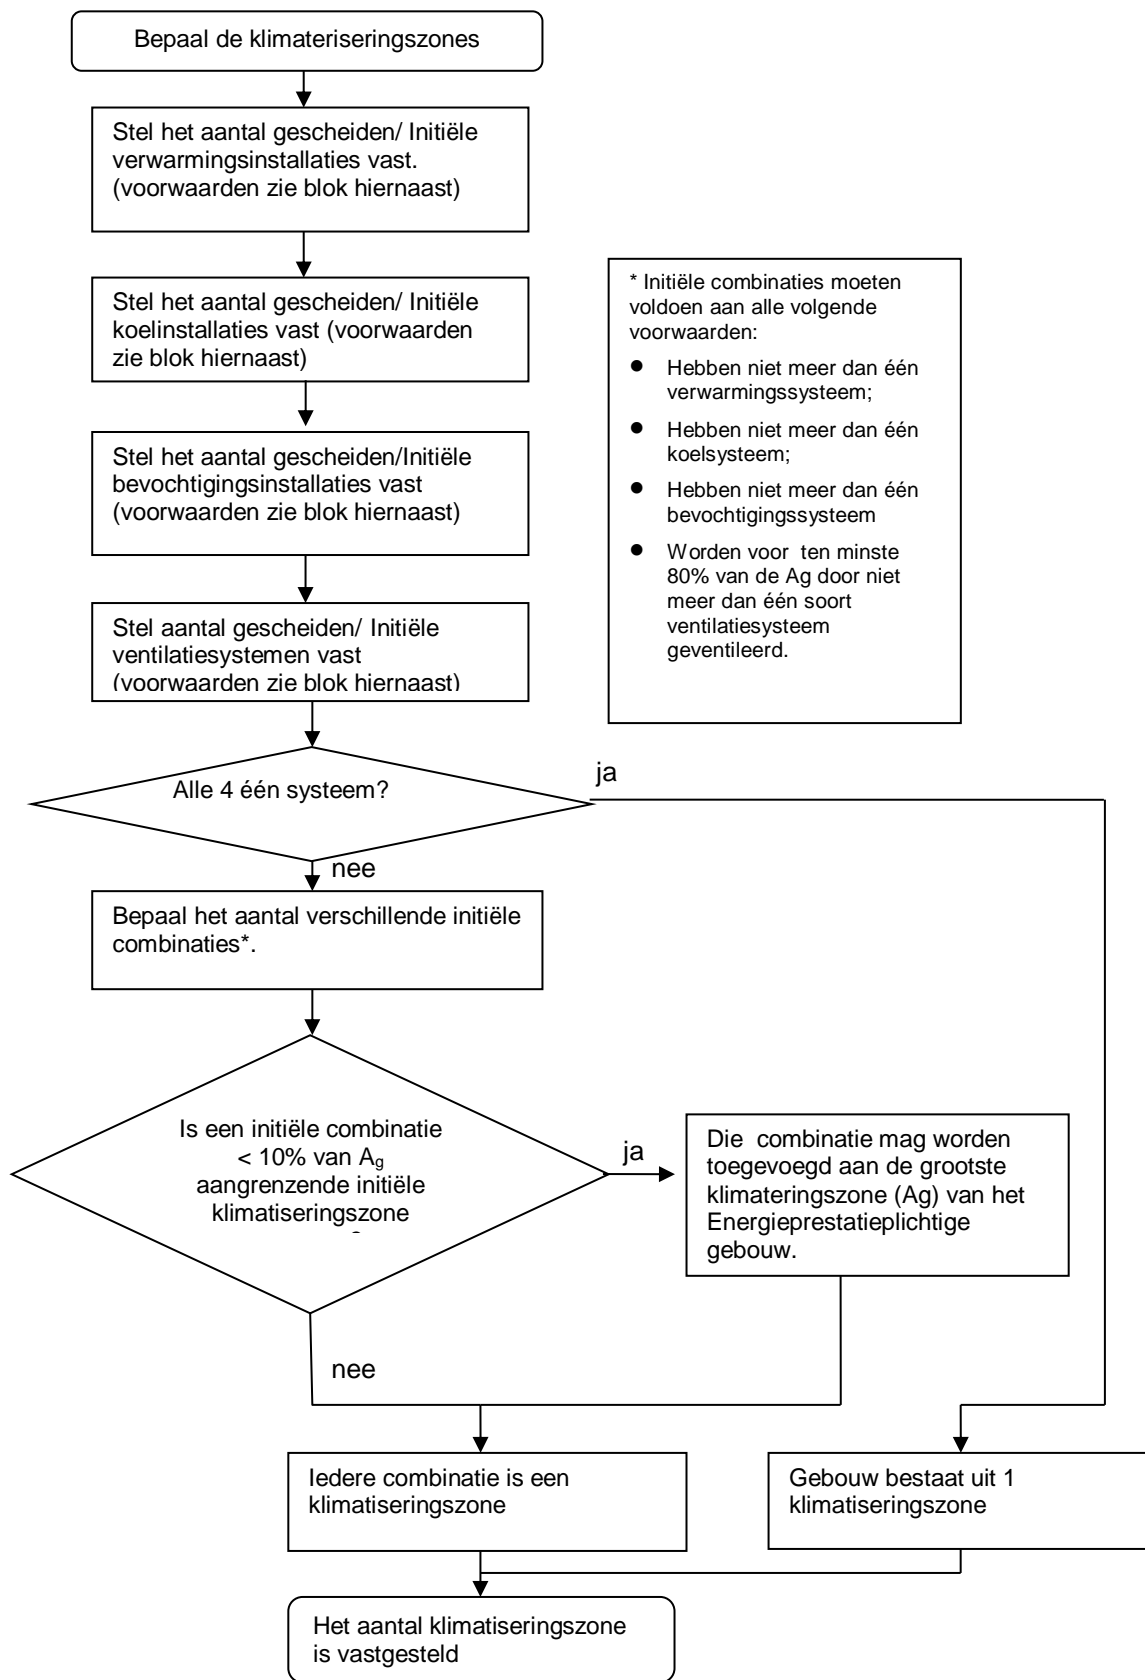 Bepaal de klimateriseringszones
Stel het aantal gescheiden/ Initiële
verwarmingsinstallaties vast.
(voorwaarden zie blok hiernaast)
Stel het aantal gescheiden/ Initiële
koelinstallaties vast (voorwaarden
zie blok hiernaast)
Stel het aantal gescheiden/Initiële
bevochtigingsinstallaties vast
(voorwaarden zie blok hiernaast)
Stel aantal gescheiden/ Initiële
ventilatiesystemen vast
(voorwaarden zie blok hiernaast)
* Initiële combinaties moeten
voldoen aan alle volgende
voorwaarden:
● Hebben niet meer dan één
verwarmingssysteem;
● Hebben niet meer dan één
koelsysteem;
● Hebben niet meer dan één
bevochtigingssysteem
● Worden voor ten minste
80% van de Ag door niet
meer dan één soort
ventilatiesysteem
geventileerd.
Alle 4 één systeem?
ja
nee
Bepaal het aantal verschillende initiële
combinaties*.
Is een initiële combinatie
< 10% van Ag
aangrenzende initiële
klimatiseringszone
ja
Die combinatie mag worden
toegevoegd aan de grootste
klimateringszone (Ag) van het
Energieprestatieplichtige
gebouw.
nee
Iedere combinatie is een
klimatiseringszone
Gebouw bestaat uit 1
klimatiseringszone
Het aantal klimatiseringszone
is vastgesteld